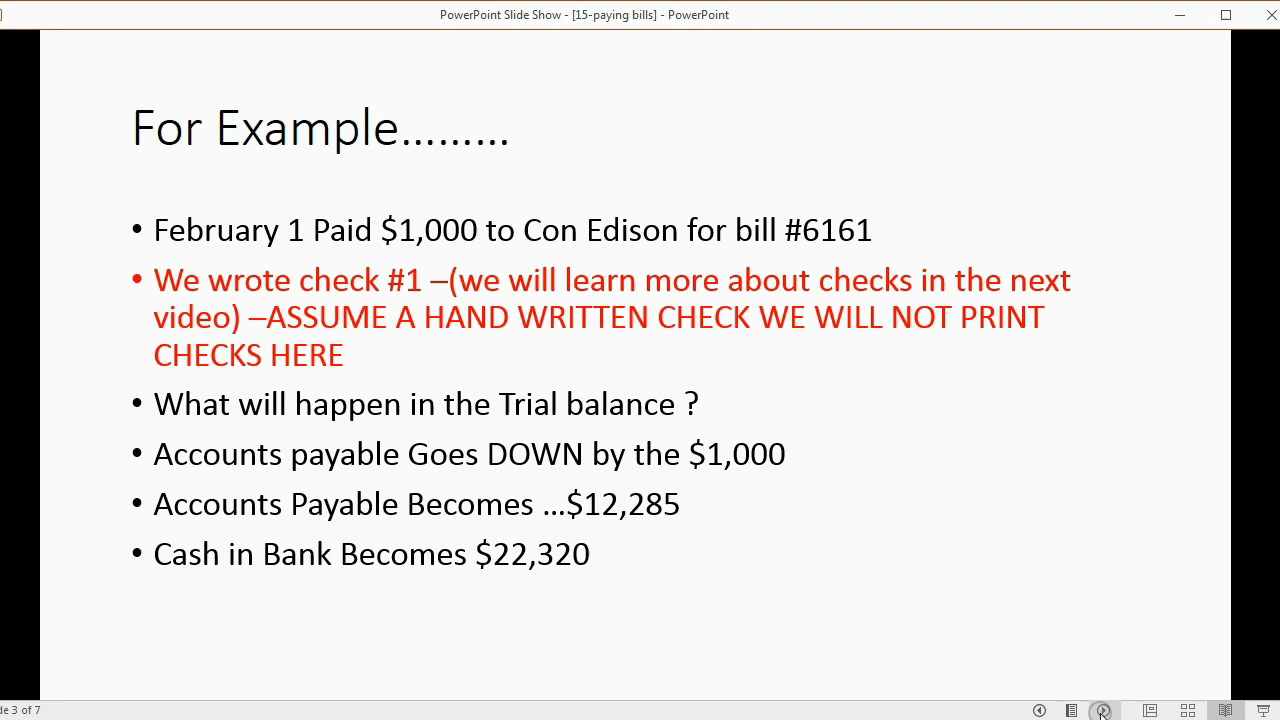 PowerPoint Slide Show - [15-paying bills] - PowerPoint
For Example.........
• February 1 Paid $1,000 to Con Edison for bill #6161
• We wrote check #1 –(we will learn more about checks in the next
video) –ASSUME A HAND WRITTEN CHECK WE WILL NOT PRINT
CHECKS HERE
• What will happen in the Trial balance ?
• Accounts payable Goes DOWN by the $1,000
• Accounts Payable Becomes …$12,285
• Cash in Bank Becomes $22,320
de 3 of 7